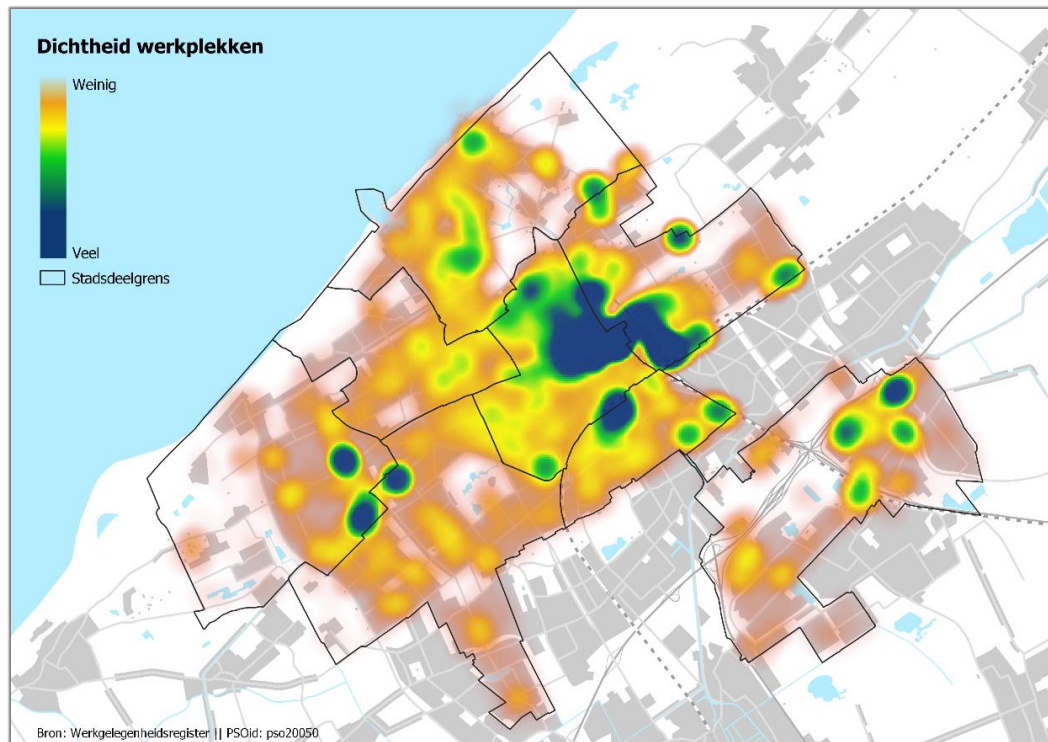 Dichtheid werkplekken
Weinig
Veel
Stadsdeelgrens
Bron: Werkgelegenheidsregister || PSOid: pso20050